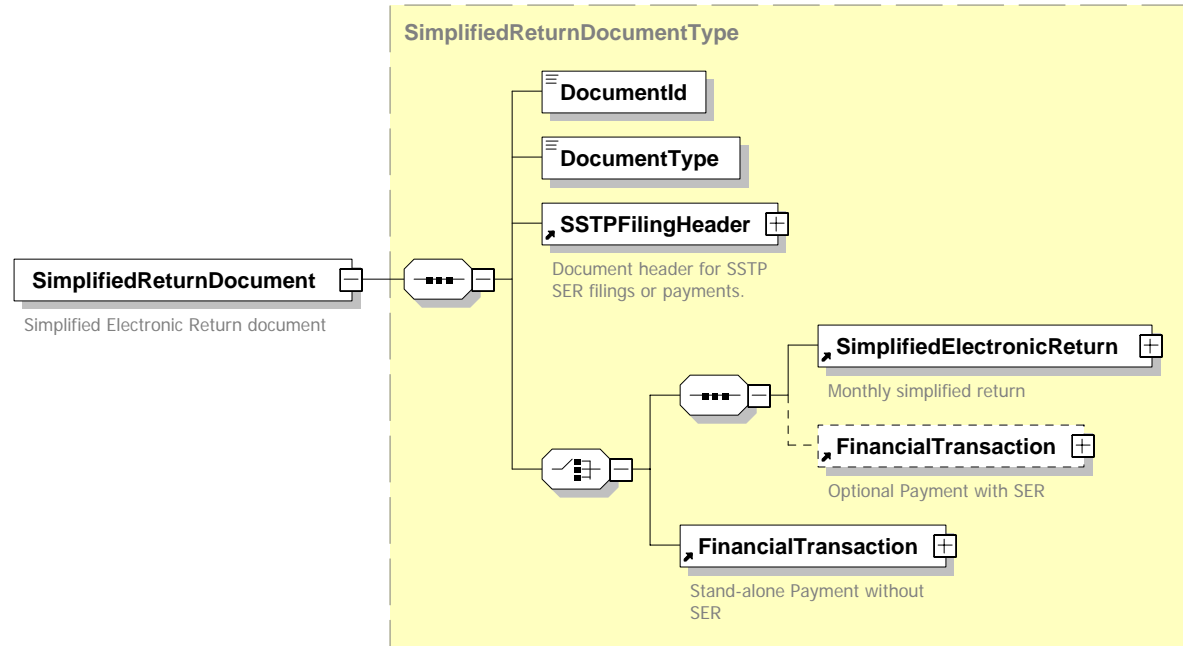 SimplifiedReturnDocumentType
DocumentId
DocumentType
SSTPFilingHeader
Document header for SSTP
SER filings or payments.
SimplifiedReturnDocument
Simplified Electronic Return document
SimplifiedElectronicReturn
Monthly simplified return
FinancialTransaction
Optional Payment with SER
FinancialTransaction
Stand-alone Payment without
SER